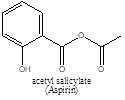 O
O
O
OH
acetyl salicylate
(Aspirin)